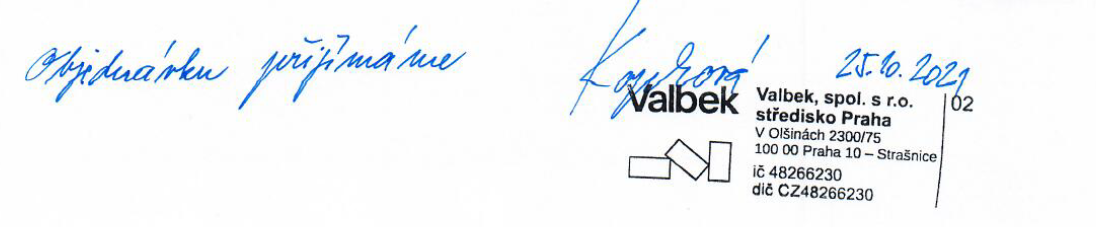 Objednávku přijímáme
25.10.2021
Valbek
Valbek, spol. s r.o.
středisko Praha
V Olšinách 2300/75
100 00 Praha 10 – Strašnice
ič 48266230
dič CZ48266230
02